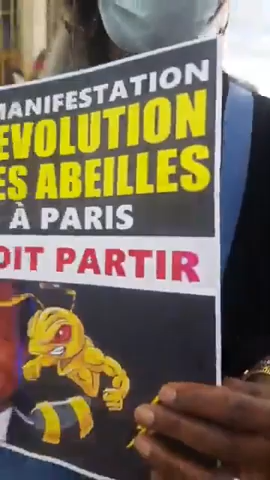 MANIFESTATION
EVOLUTION
ES ABEILLES
À PARIS
OIT PARTIR